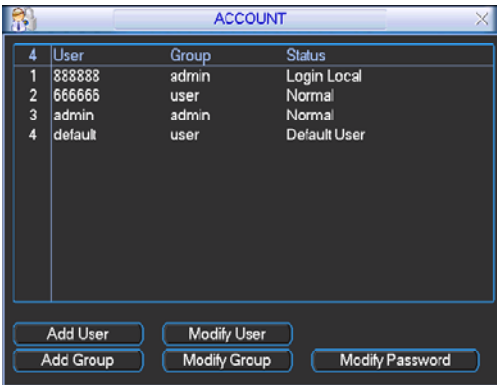 ACCOUNT
4 User Group Status
1 888888 admin Login Local
2 666666 user Normal
3 admin admin Normal
4 default user Default User
Add User Modify User
Add Group Modify Group Modify Password